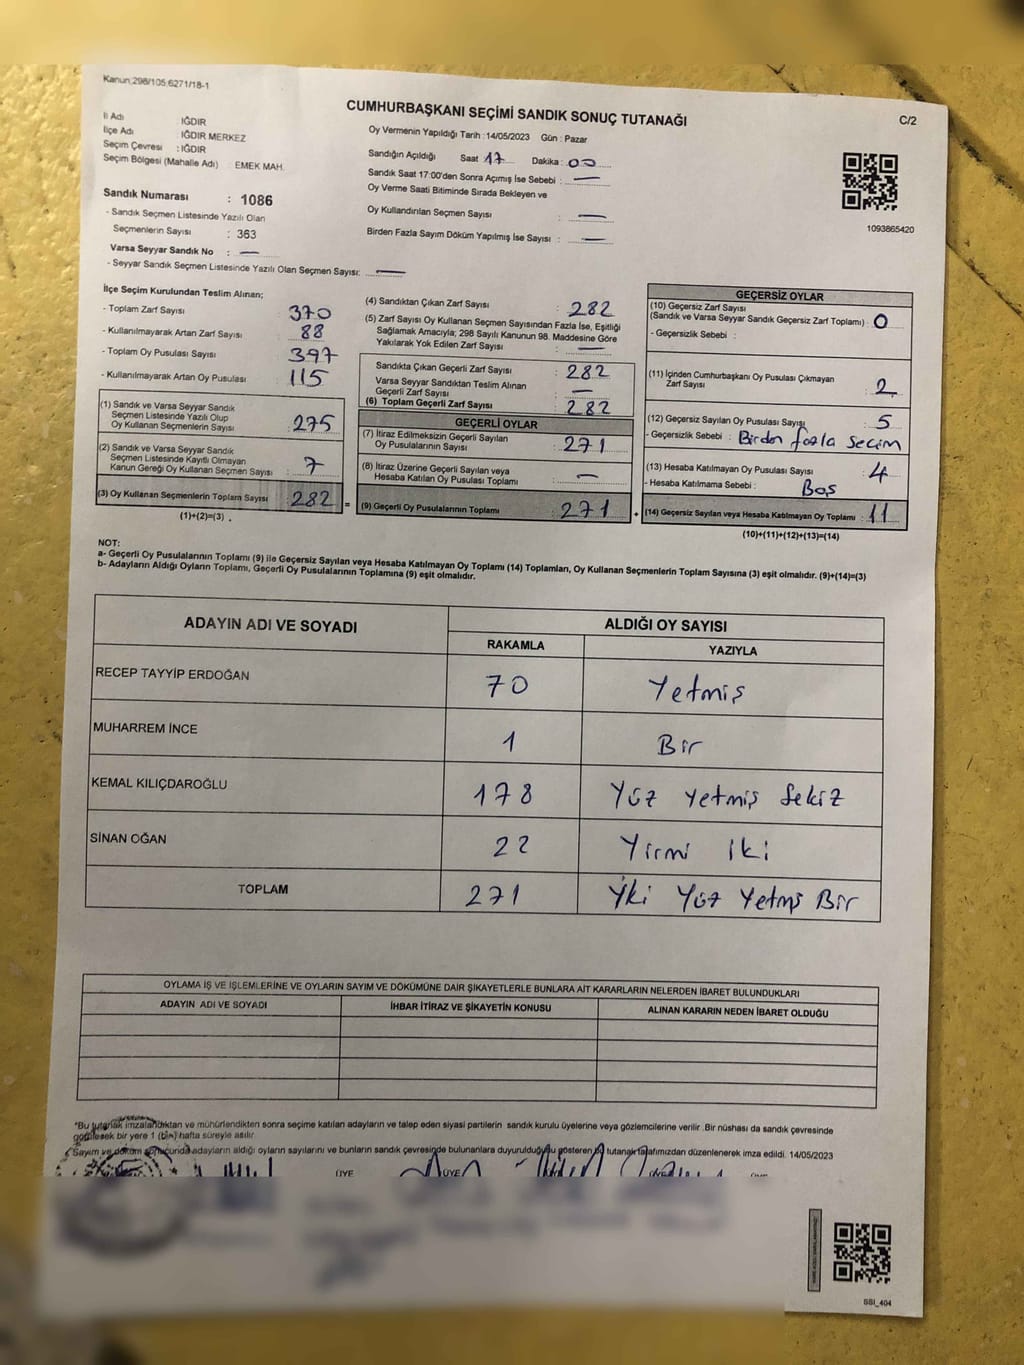 Kanun:298/105,6271/18-1
CUMHURBAŞKANI SEÇİMİ SANDIK SONUÇ TUTANAĞI
C/2
İl Adı : IĞDIR
İlçe Adı : IĞDIR MERKEZ
Seçim Çevresi : IĞDIR
Seçim Bölgesi (Mahalle Adı) : EMEK MAH.
Sandık Numarası : 1086
- Sandık Seçmen Listesinde Yazılı Olan
Seçmenlerin Sayısı : 363
Varsa Seyyar Sandık No : —
- Seyyar Sandık Seçmen Listesinde Yazılı Olan Seçmen Sayısı: —
Oy Vermenin Yapıldığı Tarih : 14/05/2023 Gün : Pazar
Sandığın Açıldığı Saat 17 Dakika : 00
Sandık Saat 17:00'den Sonra Açımış İse Sebebi : —
Oy Verme Saati Bitiminde Sırada Bekleyen ve
Oy Kullandırılan Seçmen Sayısı : —
Birden Fazla Sayım Döküm Yapılmış İse Sayısı : —
1093865420
İlçe Seçim Kurulundan Teslim Alınan;
- Toplam Zarf Sayısı : 370
- Kullanılmayarak Artan Zarf Sayısı : 88
- Toplam Oy Pusulası Sayısı : 397
- Kullanılmayarak Artan Oy Pusulası : 115
(1) Sandık ve Varsa Seyyar Sandık
Seçmen Listesinde Yazılı Olup
Oy Kullanan Seçmenlerin Sayısı : 275
(2) Sandık ve Varsa Seyyar Sandık
Seçmen Listesinde Kayıtlı Olmayan
Kanun Gereği Oy Kullanan Seçmen Sayısı : 7
(3) Oy Kullanan Seçmenlerin Toplam Sayısı : 282 =
(1)+(2)=(3) .
(4) Sandıktan Çıkan Zarf Sayısı : 282
(5) Zarf Sayısı Oy Kullanan Seçmen Sayısından Fazla İse, Eşitliği
Sağlamak Amacıyla; 298 Sayılı Kanunun 98. Maddesine Göre
Yakılarak Yok Edilen Zarf Sayısı : —
Sandıkta Çıkan Geçerli Zarf Sayısı : 282
Varsa Seyyar Sandıktan Teslim Alınan
Geçerli Zarf Sayısı : —
(6) Toplam Geçerli Zarf Sayısı : 282
GEÇERLİ OYLAR
(7) İtiraz Edilmeksizin Geçerli Sayılan
Oy Pusulalarının Sayısı : 271
(8) İtiraz Üzerine Geçerli Sayılan veya
Hesaba Katılan Oy Pusulası Toplamı : —
(9) Geçerli Oy Pusulalarının Toplamı : 271 +
GEÇERSİZ OYLAR
(10) Geçersiz Zarf Sayısı
(Sandık ve Varsa Seyyar Sandık Geçersiz Zarf Toplamı) : 0
- Geçersizlik Sebebi :
(11) İçinden Cumhurbaşkanı Oy Pusulası Çıkmayan
Zarf Sayısı : 2
(12) Geçersiz Sayılan Oy Pusulası Sayısı : 5
- Geçersizlik Sebebi : Birden fazla Secim
(13) Hesaba Katılmayan Oy Pusulası Sayısı : 4
- Hesaba Katılmama Sebebi : Boş
(14) Geçersiz Sayılan veya Hesaba Katılmayan Oy Toplamı : 11
(10)+(11)+(12)+(13)=(14)
NOT:
a- Geçerli Oy Pusulalarının Toplamı (9) ile Geçersiz Sayılan veya Hesaba Katılmayan Oy Toplamı (14) Toplamları, Oy Kullanan Seçmenlerin Toplam Sayısına (3) eşit olmalıdır. (9)+(14)=(3)
b- Adayların Aldığı Oyların Toplamı, Geçerli Oy Pusulalarının Toplamına (9) eşit olmalıdır.
ADAYIN ADI VE SOYADI ALDIĞI OY SAYISI
RAKAMLA YAZIYLA
RECEP TAYYİP ERDOĞAN 70 Yetmiş
MUHARREM İNCE 1 Bir
KEMAL KILIÇDAROĞLU 178 Yüz Yetmiş Sekiz
SİNAN OĞAN 22 Yirmi iki
TOPLAM 271 İki Yüz Yetmiş Bir
OYLAMA İŞ VE İŞLEMLERİNE VE OYLARIN SAYIM VE DÖKÜMÜNE DAİR ŞİKAYETLERLE BUNLARA AİT KARARLARIN NELERDEN İBARET BULUNDUKLARI
ADAYIN ADI VE SOYADI İHBAR İTİRAZ VE ŞİKAYETİN KONUSU ALINAN KARARIN NEDEN İBARET OLDUĞU
*Bu tutanak imzalandıktan ve mühürlendikten sonra seçime katılan adayların ve talep eden siyasi partilerin sandık kurulu üyelerine veya gözlemcilerine verilir .Bir nüshası da sandık çevresinde
görülecek bir yere 1 (bir) hafta süreyle asılır.
Sayım ve döküm sonucunda adayların aldığı oyların sayılarını ve bunların sandık çevresinde bulunanlara duyurulduğunu gösteren bu tutanak tarafımızdan düzenlenerek imza edildi. 14/05/2023
ÜYE ÜYE
SSI_404